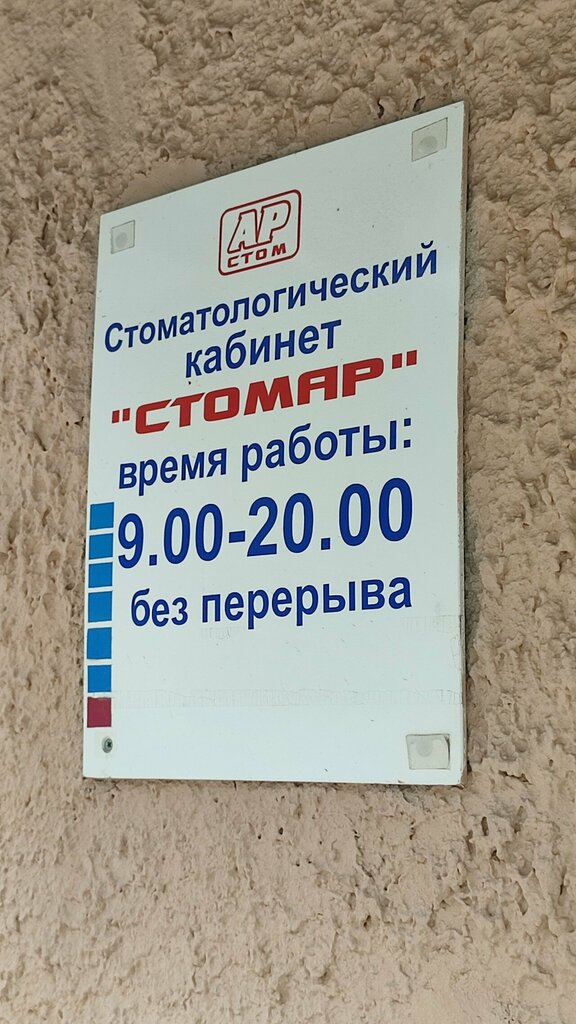 АР
СТОМ
Стоматологический
кабинет
"СТОМАР"
время работы:
9.00-20.00
без перерыва